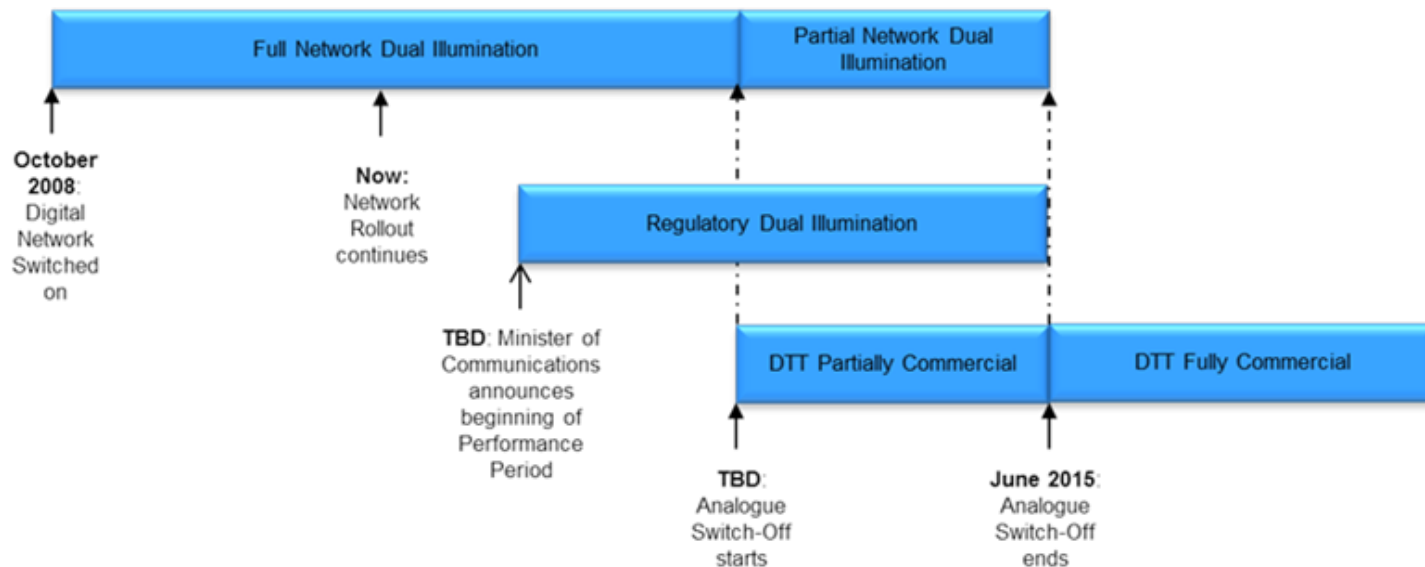 Full Network Dual Illumination
Partial Network Dual
Illumination
October
2008:
Digital
Network
Switched
on
Now:
Network
Rollout
continues
Regulatory Dual Illumination
TBD: Minister of
Communications
announces
beginning of
Performance
Period
DTT Partially Commercial
DTT Fully Commercial
TBD:
Analogue
Switch-Off
starts
June 2015:
Analogue
Switch-Off
ends